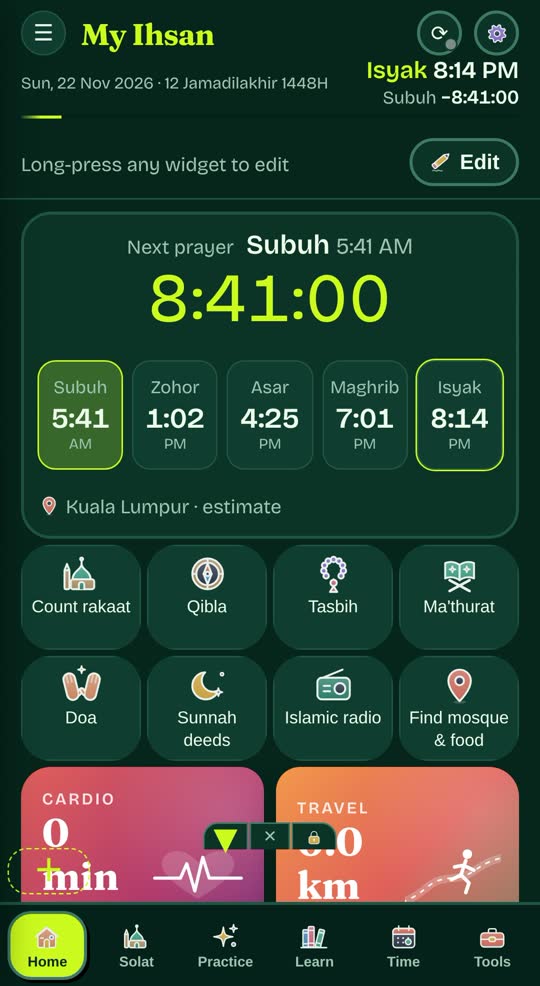 ☰ My Ihsan
Sun, 22 Nov 2026 · 12 Jamadilakhir 1448H
Isyak 8:14 PM
Subuh −8:41:00
Long-press any widget to edit
Edit
Next prayer Subuh 5:41 AM
8:41:00
Subuh
5:41
AM
Zohor
1:02
PM
Asar
4:25
PM
Maghrib
7:01
PM
Isyak
8:14
PM
Kuala Lumpur · estimate
Count rakaat
Qibla
Tasbih
Ma'thurat
Doa
Sunnah
deeds
Islamic radio
Find mosque
& food
CARDIO
0
min
TRAVEL
0.0
km
Home
Solat
Practice
Learn
Time
Tools